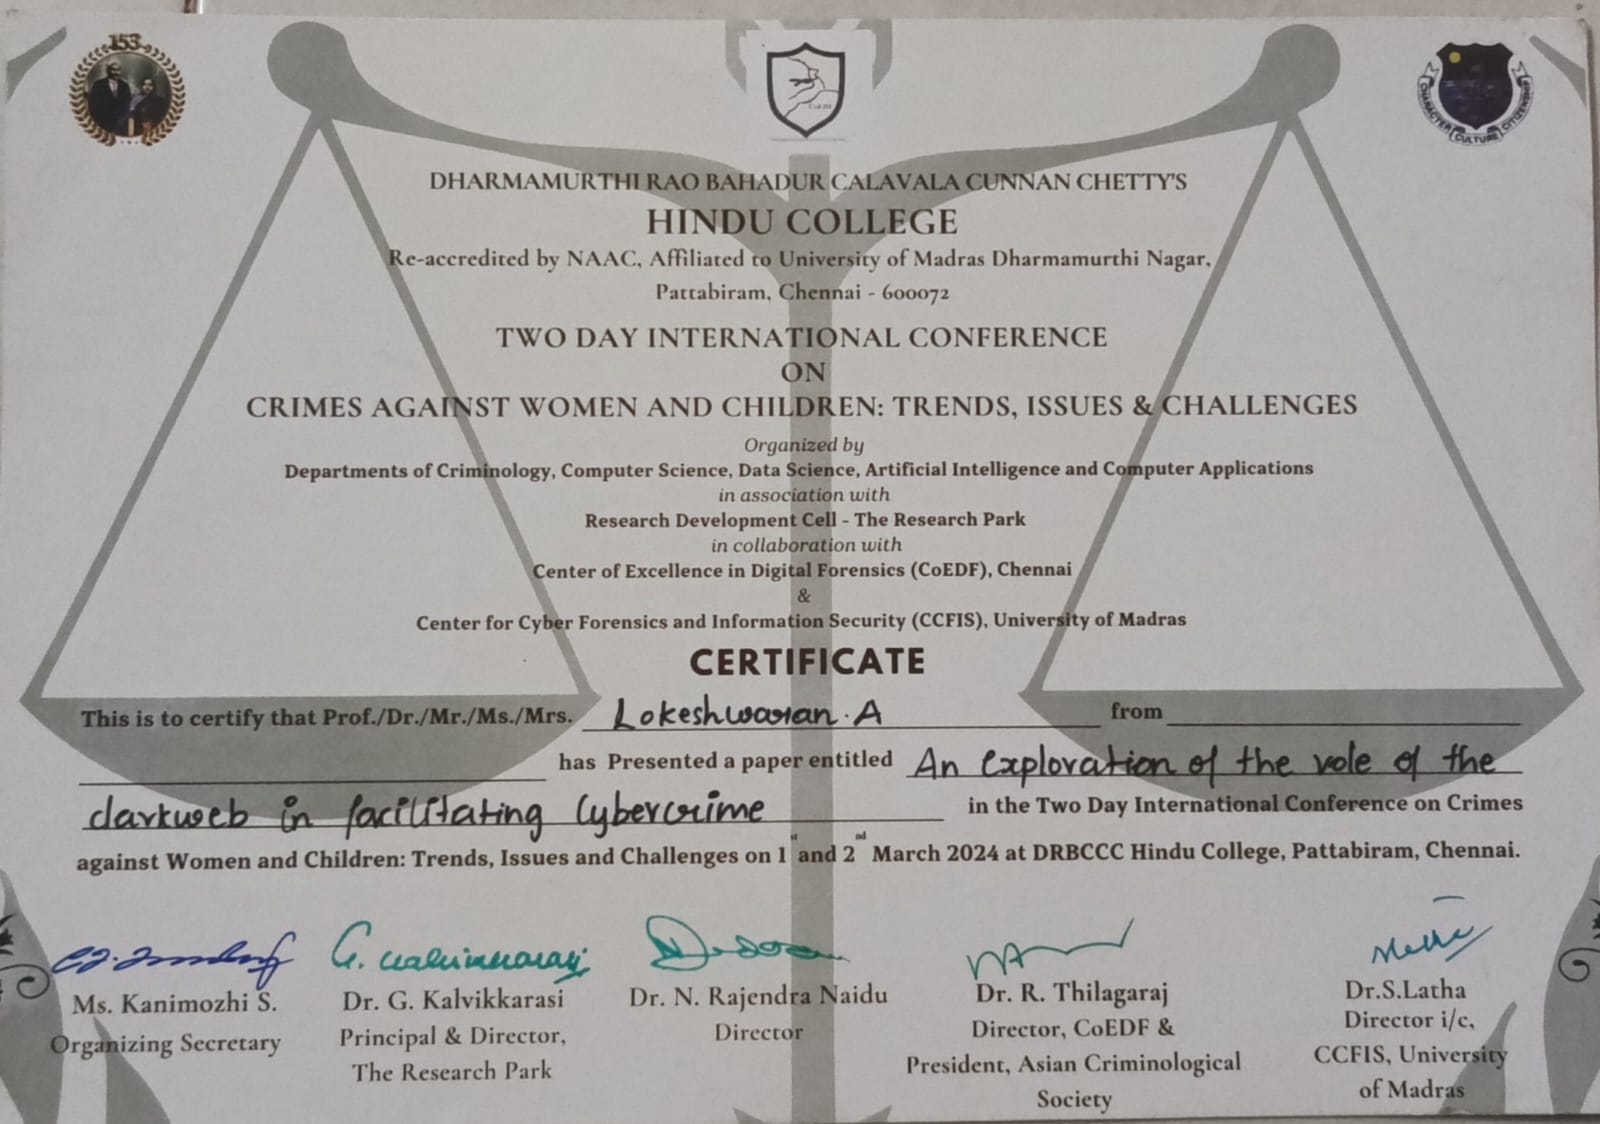 153
CoEDF
CHARACTER CULTURE CITIZENSHIP
DHARMAMURTHI RAO BAHADUR CALAVALA CUNNAN CHETTY'S
HINDU COLLEGE
Re-accredited by NAAC, Affiliated to University of Madras Dharmamurthi Nagar,
Pattabiram, Chennai - 600072
TWO DAY INTERNATIONAL CONFERENCE
ON
CRIMES AGAINST WOMEN AND CHILDREN: TRENDS, ISSUES & CHALLENGES
Organized by
Departments of Criminology, Computer Science, Data Science, Artificial Intelligence and Computer Applications
in association with
Research Development Cell - The Research Park
in collaboration with
Center of Excellence in Digital Forensics (CoEDF), Chennai
&
Center for Cyber Forensics and Information Security (CCFIS), University of Madras
CERTIFICATE
This is to certify that Prof./Dr./Mr./Ms./Mrs. Lokeshwaran.A from
has Presented a paper entitled An exploration of the role of the
darkweb in facilitating Cybercrime in the Two Day International Conference on Crimes
against Women and Children: Trends, Issues and Challenges on 1st and 2nd March 2024 at DRBCCC Hindu College, Pattabiram, Chennai.
G. Kalvikkarasi
Ms. Kanimozhi S.
Organizing Secretary
Dr. G. Kalvikkarasi
Principal & Director,
The Research Park
Dr. N. Rajendra Naidu
Director
Dr. R. Thilagaraj
Director, CoEDF &
President, Asian Criminological
Society
Dr.S.Latha
Director i/c,
CCFIS, University
of Madras